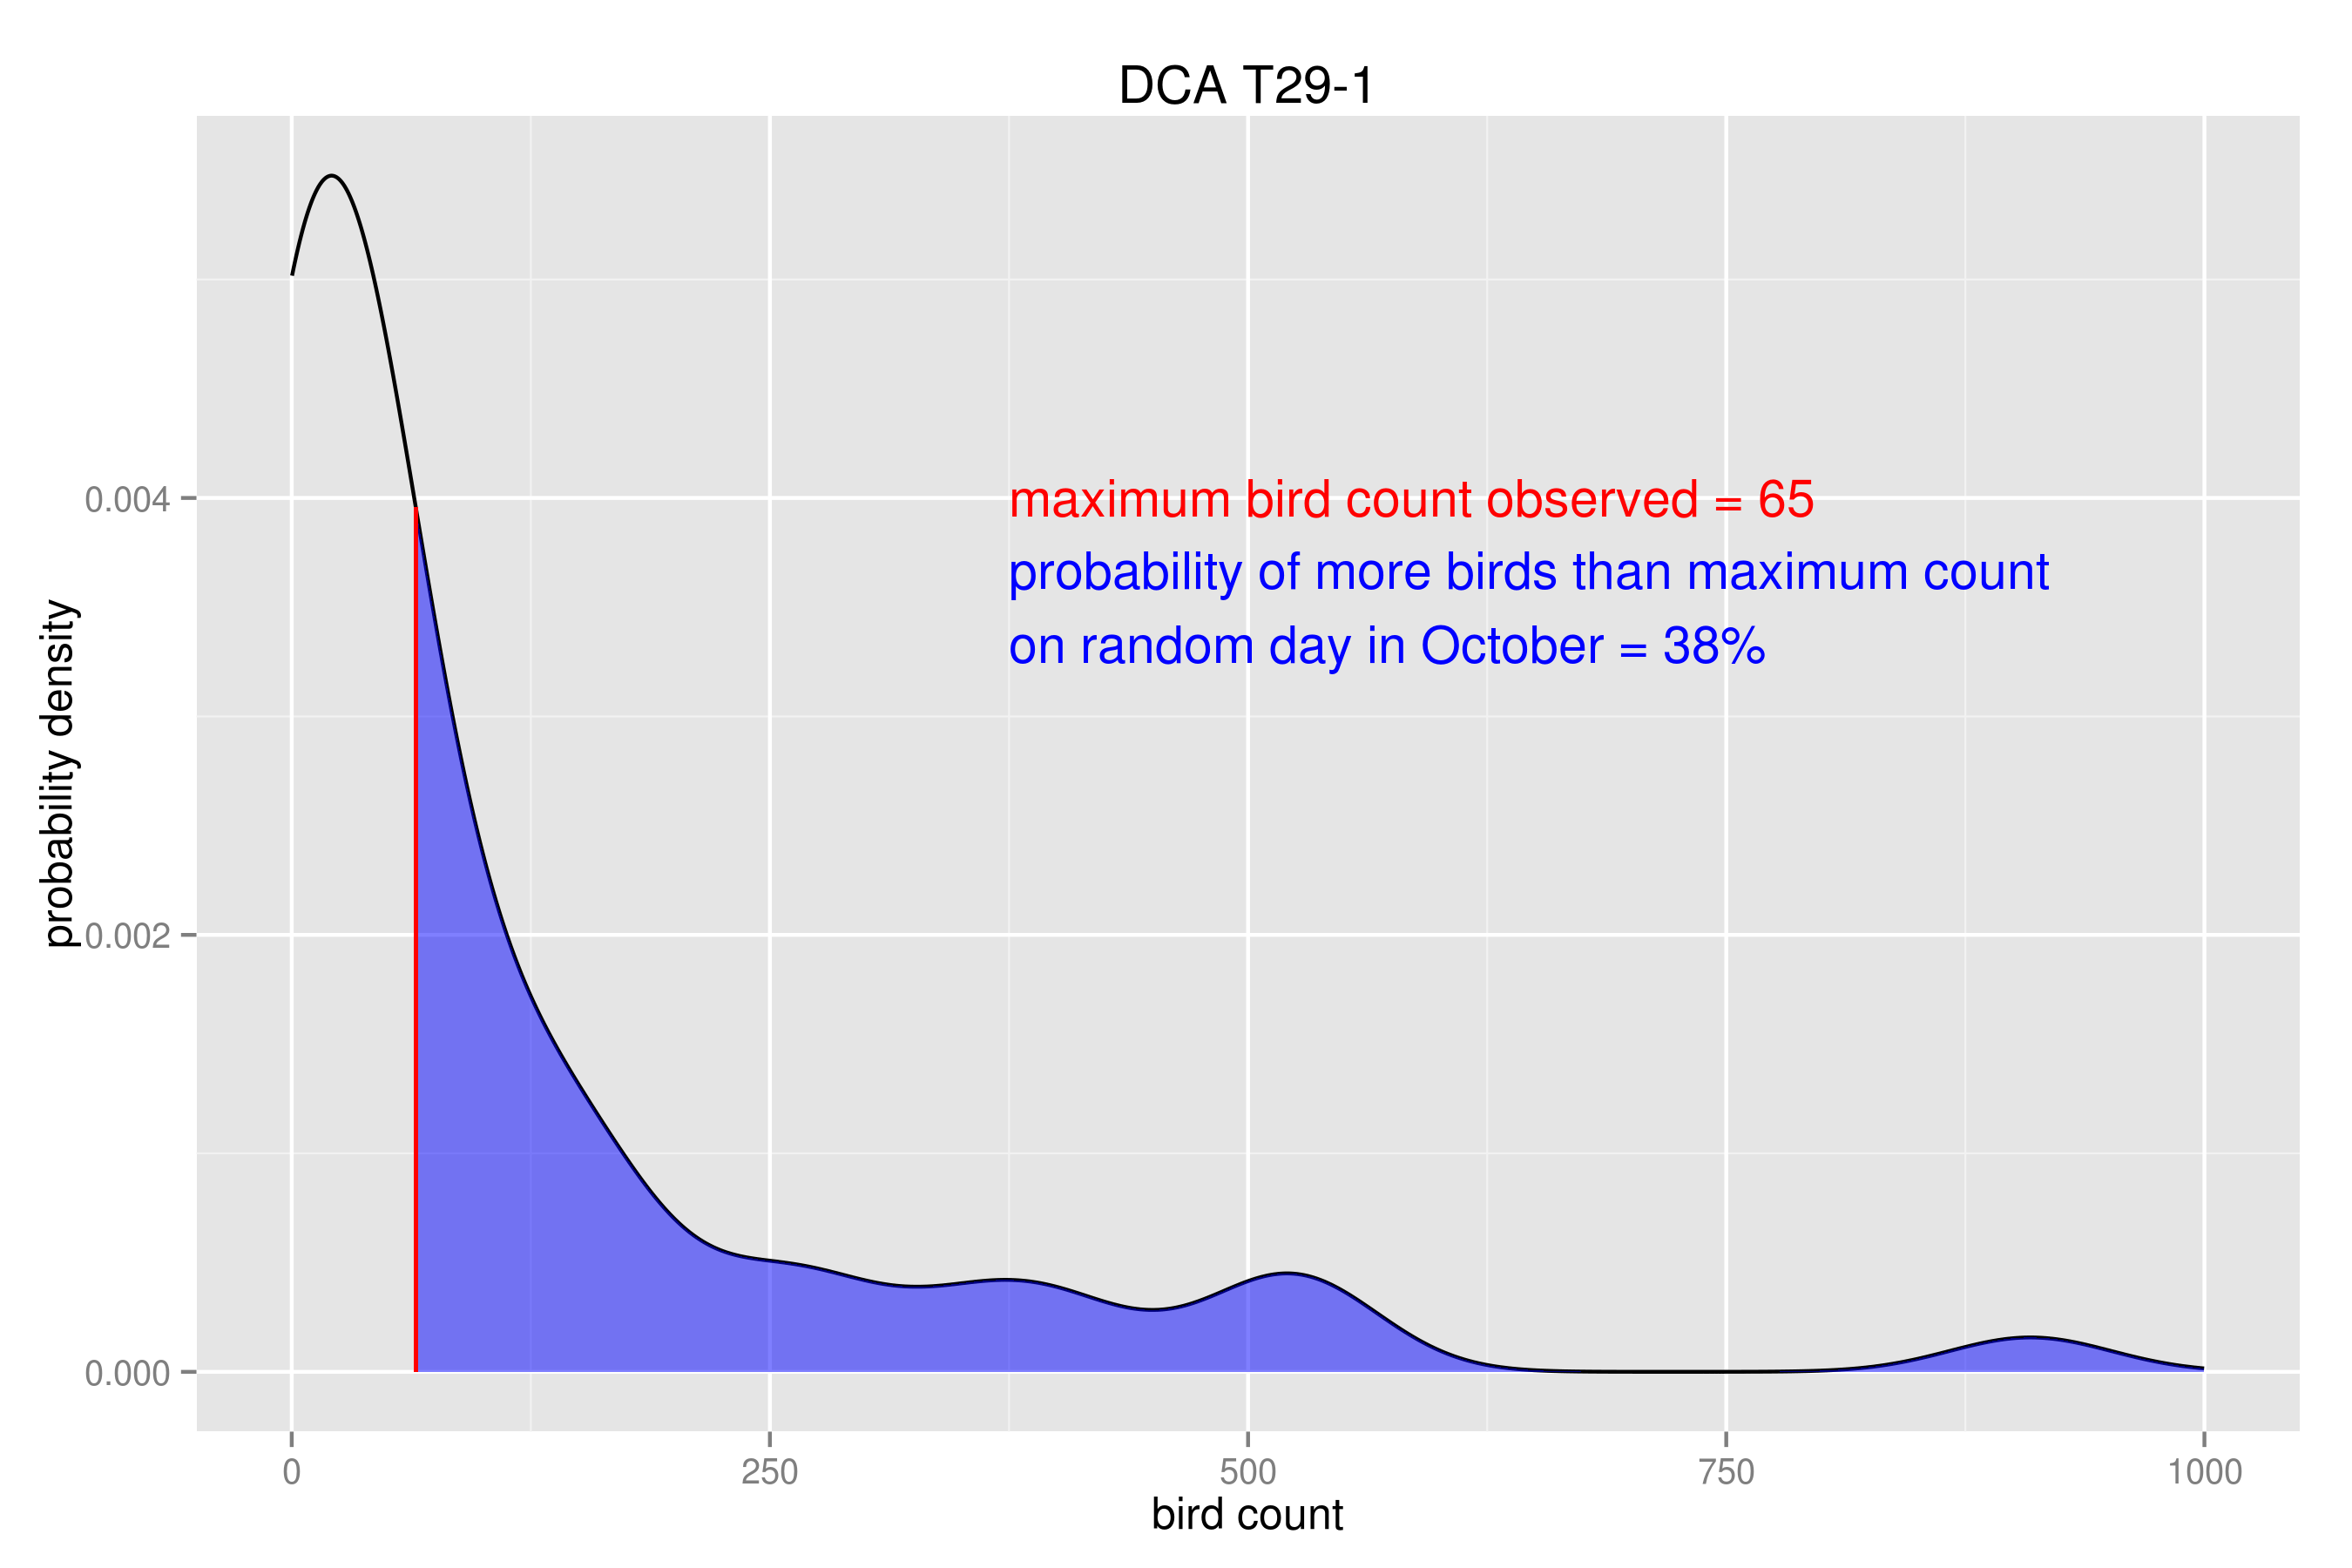 DCA T29-1
maximum bird count observed = 65
probability of more birds than maximum count
on random day in October = 38%
probability density
0.004
0.002
0.000
0
250
500
750
1000
bird count